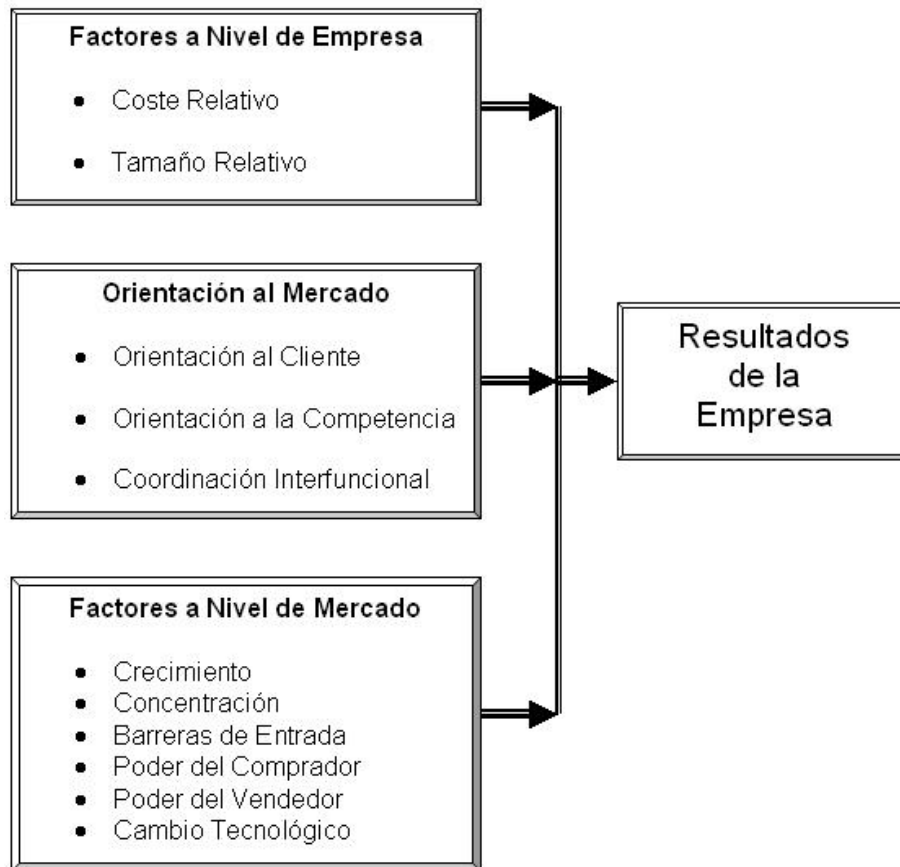 Factores a Nivel de Empresa
• Coste Relativo
• Tamaño Relativo
Orientación al Mercado
• Orientación al Cliente
• Orientación a la Competencia
• Coordinación Interfuncional
Factores a Nivel de Mercado
• Crecimiento
• Concentración
• Barreras de Entrada
• Poder del Comprador
• Poder del Vendedor
• Cambio Tecnológico
Resultados
de la
Empresa